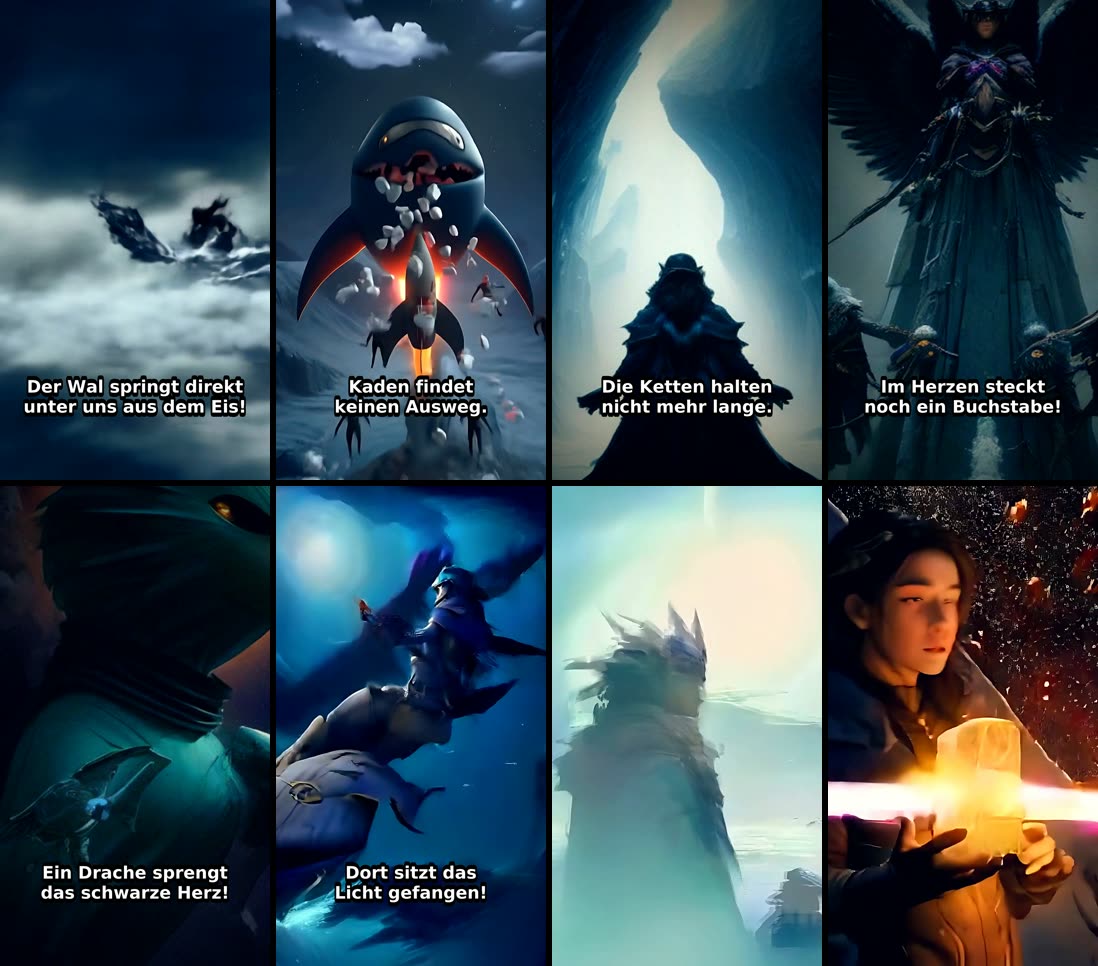 Der Wal springt direkt
unter uns aus dem Eis!
Kaden findet
keinen Ausweg.
Die Ketten halten
nicht mehr lange.
Im Herzen steckt
noch ein Buchstabe!
Ein Drache sprengt
das schwarze Herz!
Dort sitzt das
Licht gefangen!